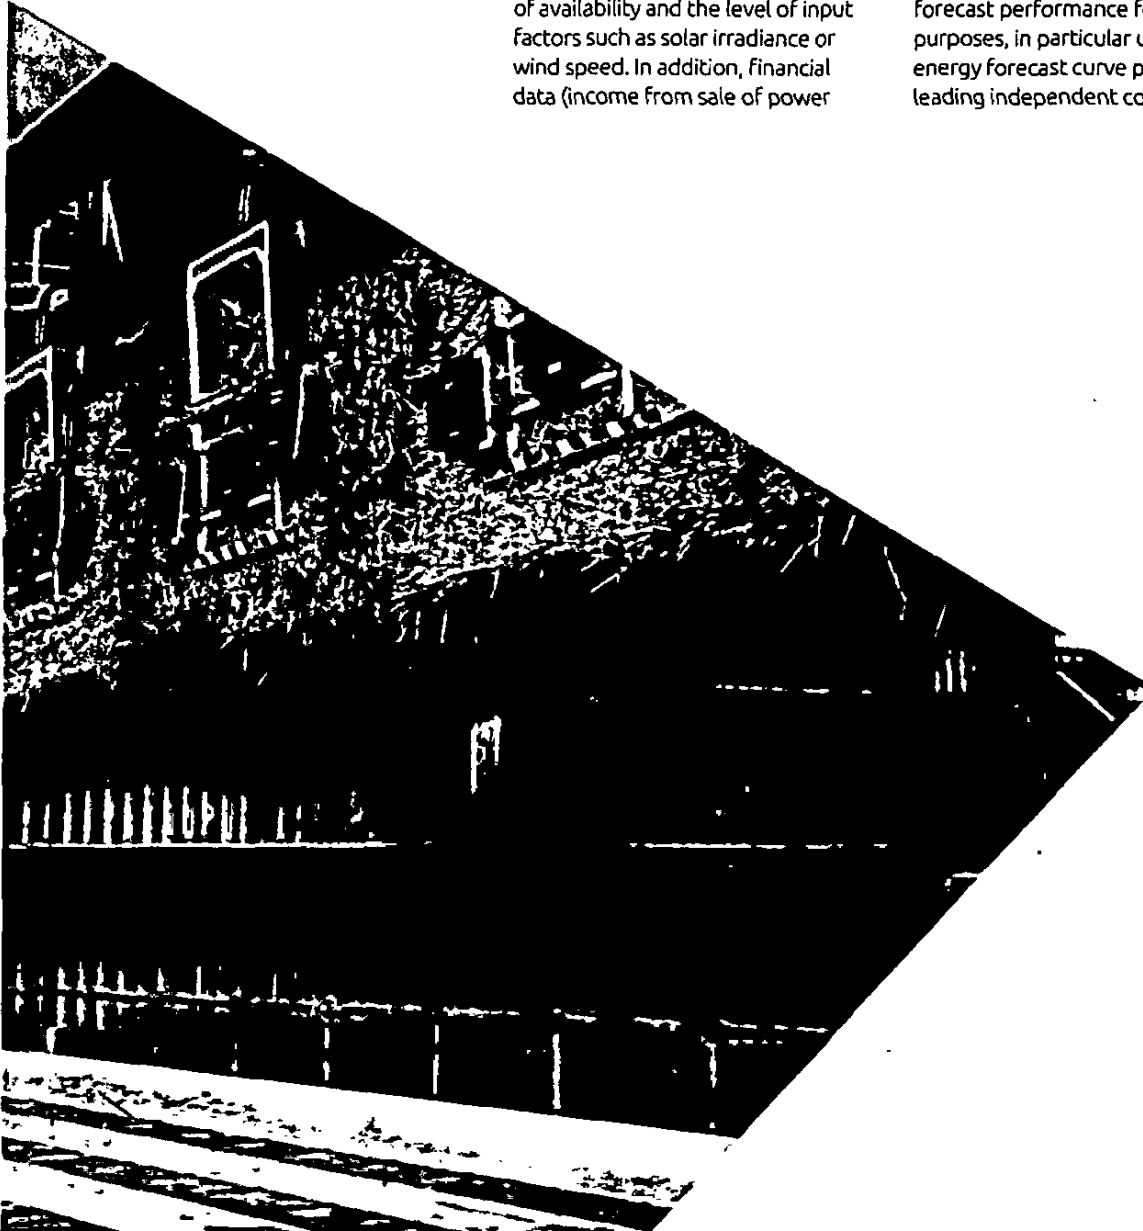 of availability and the level of input
factors such as solar irradiance or
wind speed. In addition, financial
data (income from sale of power
forecast performance
purposes, in particular
energy forecast curve
leading independent